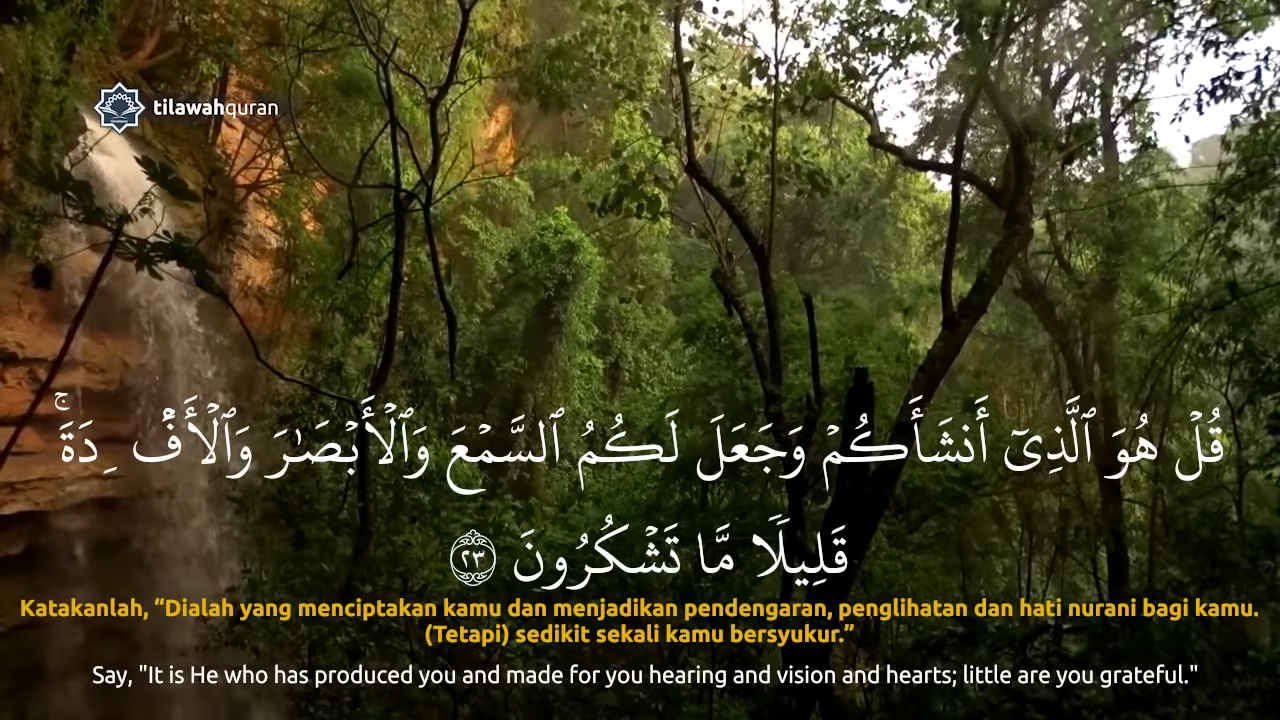 tilawahquran
قُلۡ هُوَ ٱلَّذِيٓ أَنشَأَكُمۡ وَجَعَلَ لَكُمُ ٱلسَّمۡعَ وَٱلۡأَبۡصَٰرَ وَٱلۡأَفۡـِٔدَةَۚ
قَلِيلٗا مَّا تَشۡكُرُونَ ٢٣
Katakanlah, “Dialah yang menciptakan kamu dan menjadikan pendengaran, penglihatan dan hati nurani bagi kamu.
(Tetapi) sedikit sekali kamu bersyukur.”
Say, "It is He who has produced you and made for you hearing and vision and hearts; little are you grateful."